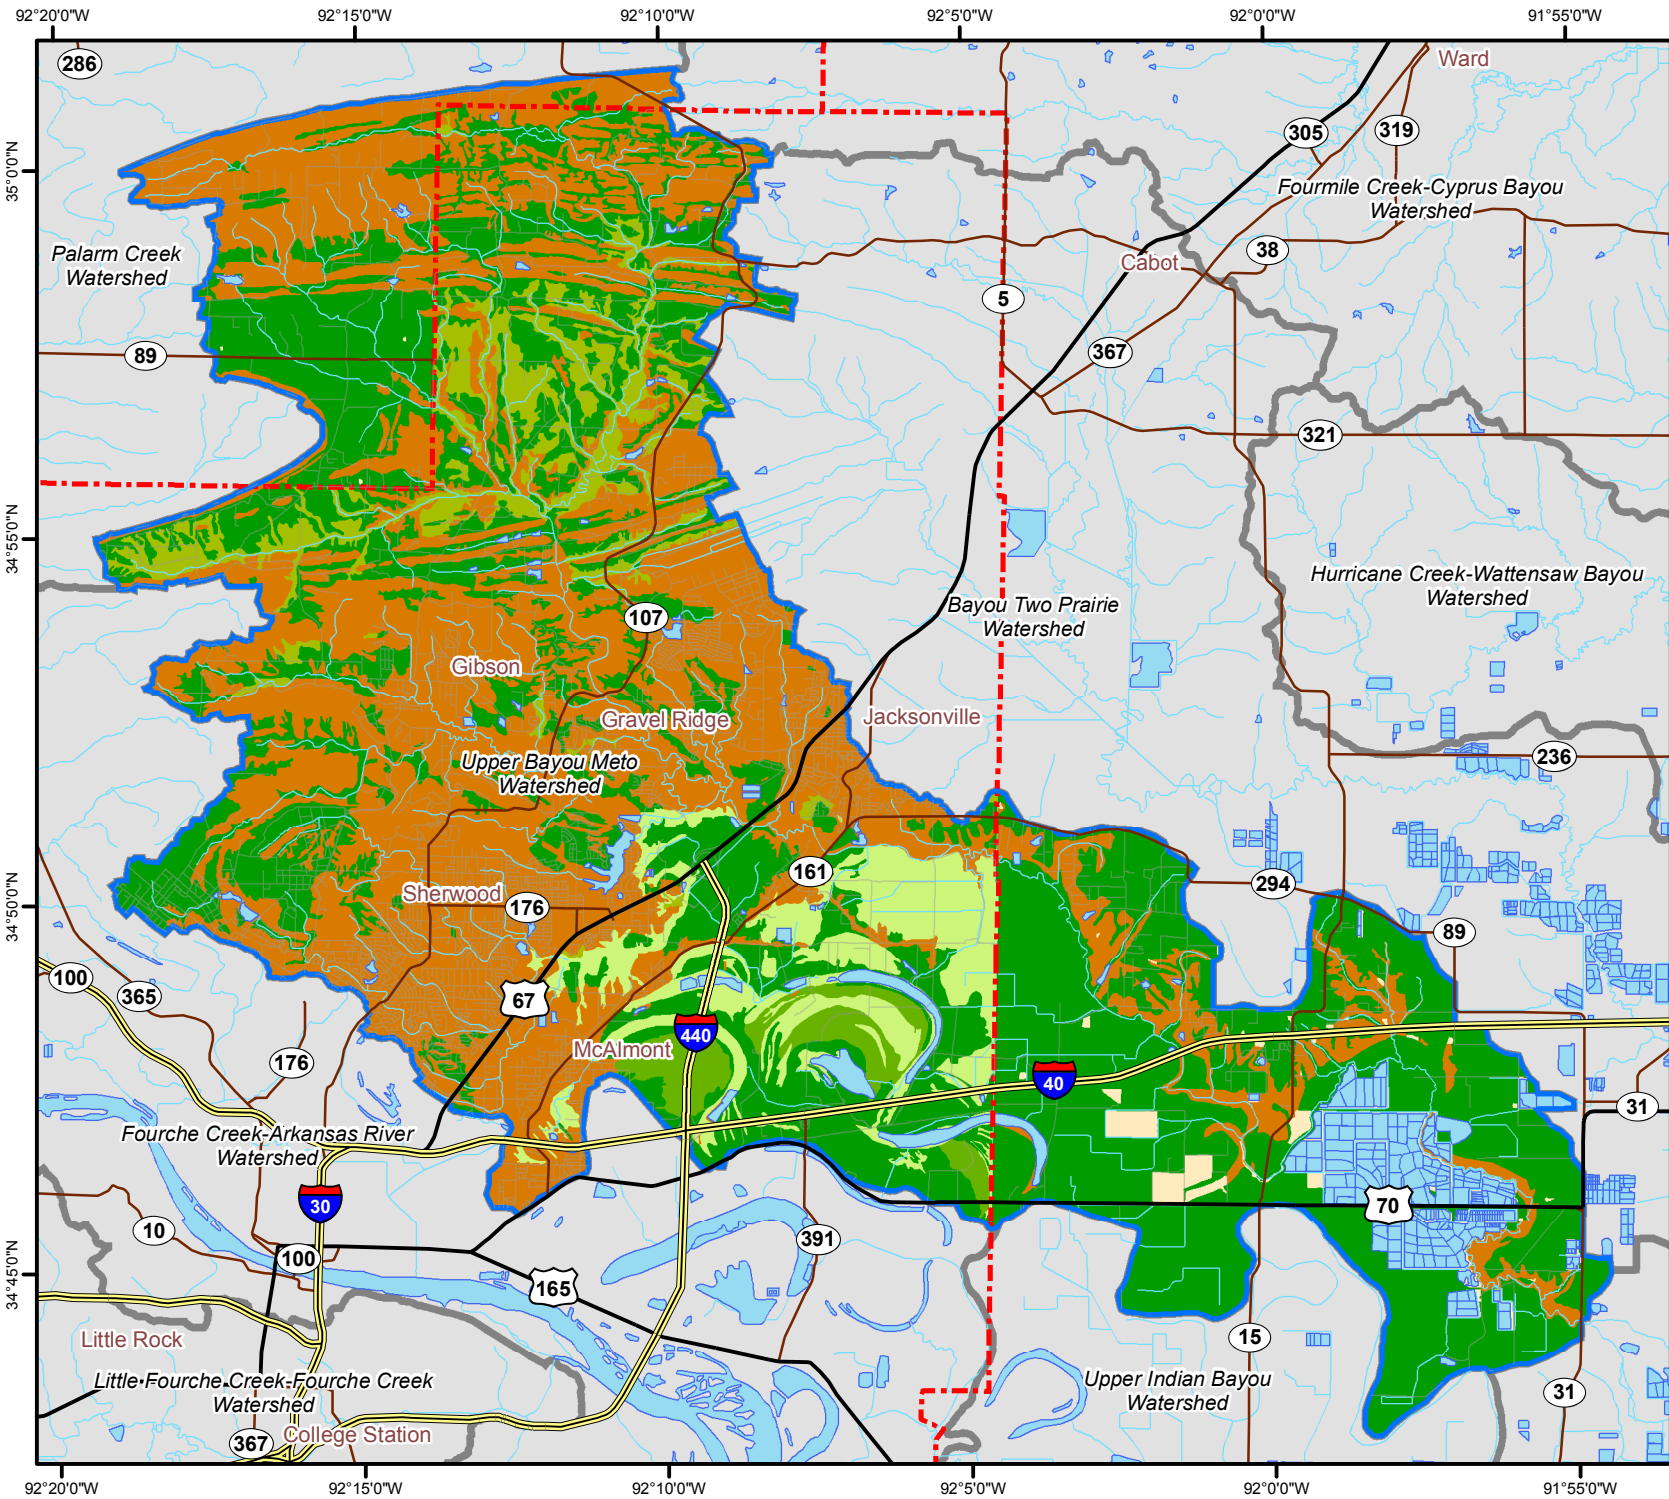 92°20'0"W
92°15'0"W
92°10'0"W
92°5'0"W
92°0'0"W
91°55'0"W
286
Ward
305
319
35°0'0"N
Fourmile Creek-Cyprus Bayou
Watershed
Palarm Creek
Watershed
38
Cabot
5
89
367
321
34°55'0"N
Hurricane Creek-Wattensaw Bayou
Watershed
Bayou Two Prairie
Watershed
107
Gibson
Gravel Ridge
Jacksonville
Upper Bayou Meto
Watershed
236
161
294
Sherwood
176
34°50'0"N
89
100
365
67
440
McAlmont
176
40
31
Fourche Creek-Arkansas River
Watershed
30
70
10
391
100
165
34°45'0"N
Little Rock
15
Little Fourche Creek-Fourche Creek
Watershed
Upper Indian Bayou
Watershed
31
College Station
367
92°20'0"W
92°15'0"W
92°10'0"W
92°5'0"W
92°0'0"W
91°55'0"W